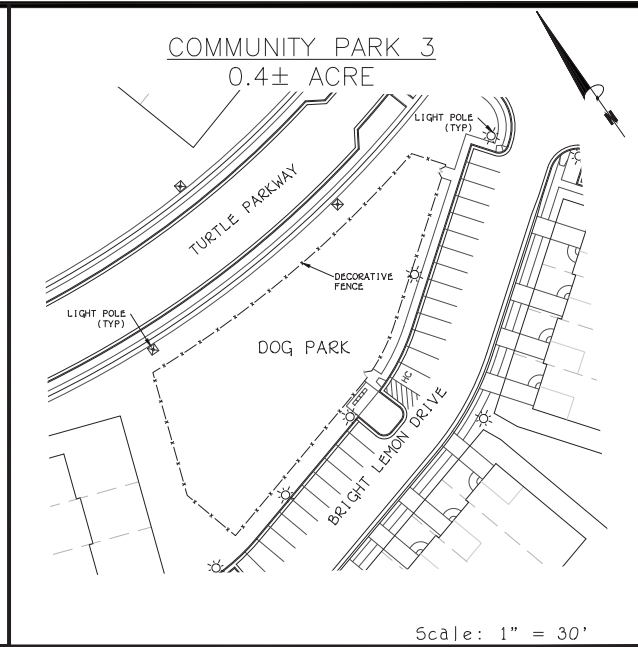 COMMUNITY PARK 3
0.4± ACRE
LIGHT POLE
(TYP)
N
TURTLE PARKWAY
DECORATIVE
FENCE
LIGHT POLE
(TYP)
DOG PARK
HC
BRIGHT LEMON DRIVE
Scale: 1" = 30'